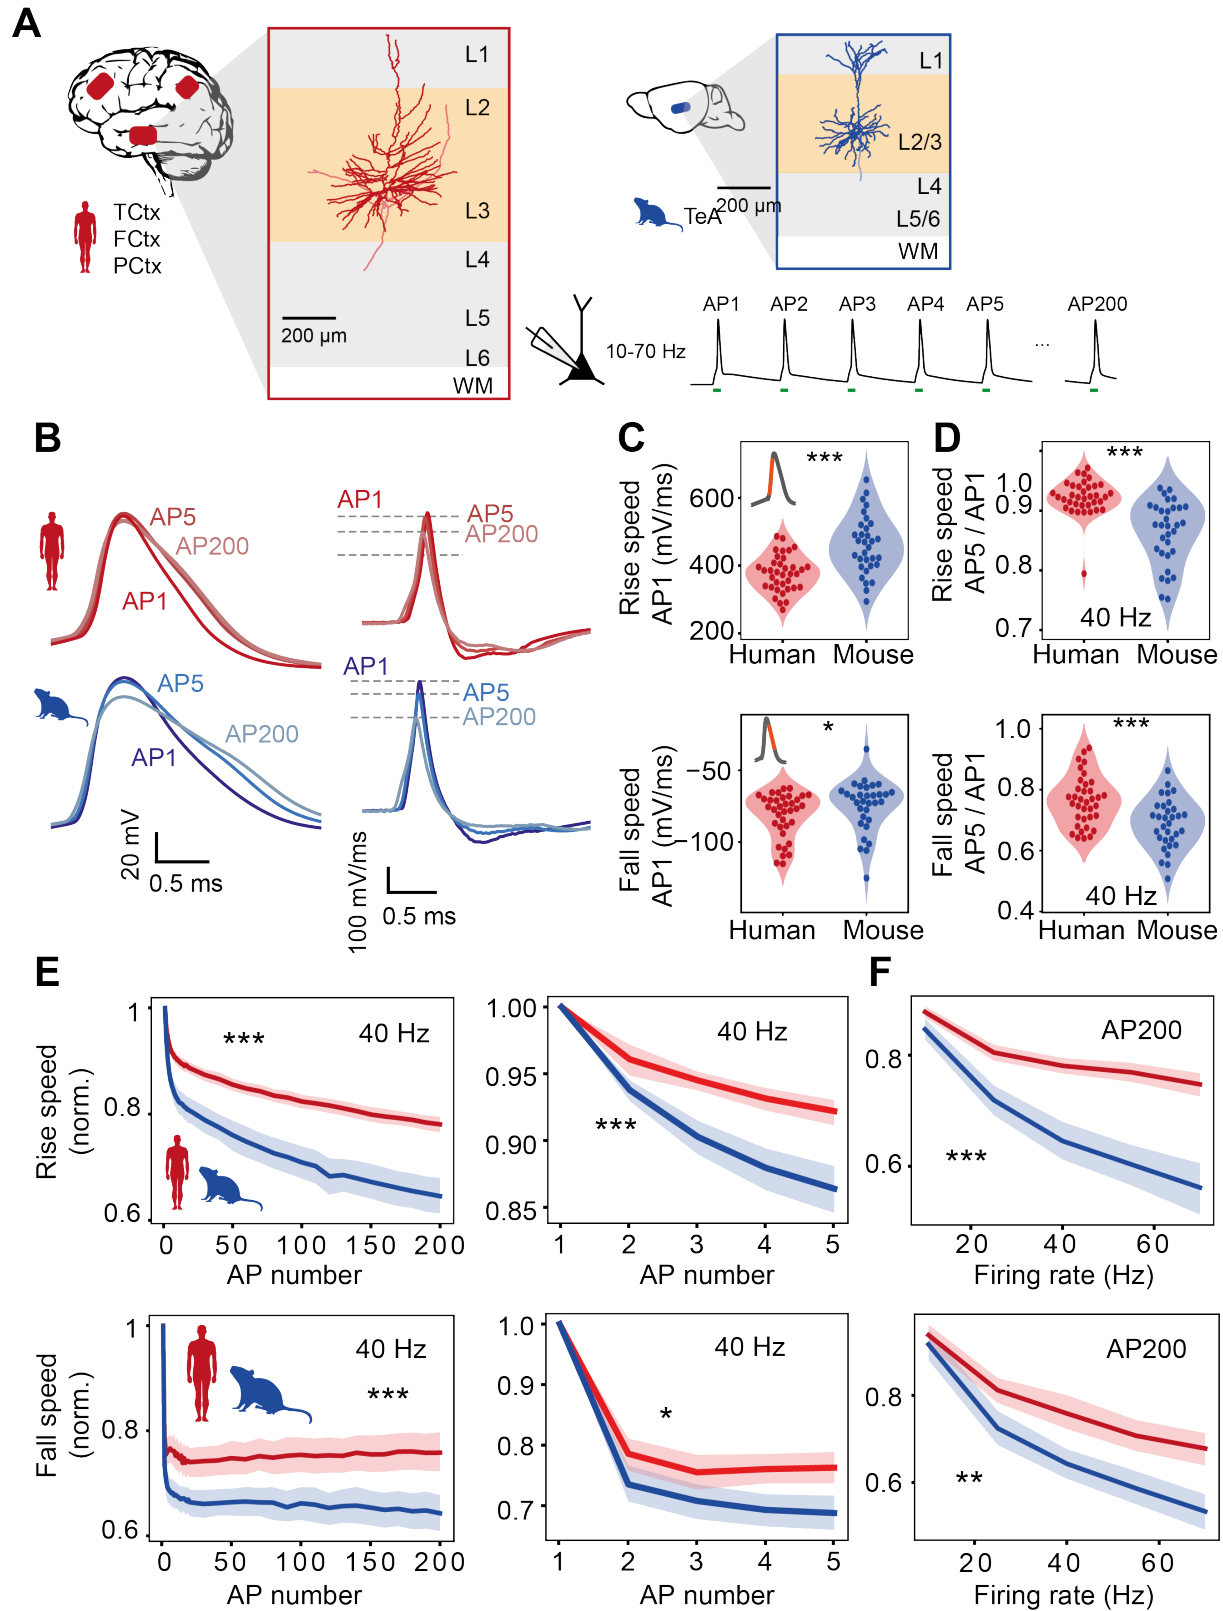 A
L1
L2
L3
L4
L5
L6
WM
200 µm
TCtx
FCtx
PCtx
L1
L2/3
L4
L5/6
WM
200 µm
TeA
10-70 Hz
AP1 AP2 AP3 AP4 AP5 ... AP200
B
AP5
AP200
AP1
AP1
AP5
AP200
AP5
AP200
AP1
AP1
AP5
AP200
20 mV
0.5 ms
100 mV/ms
0.5 ms
C
Rise speed
AP1 (mV/ms)
600
400
200
***
Human Mouse
Fall speed
AP1 (mV/ms)
−50
−100
*
Human Mouse
D
Rise speed
AP5 / AP1
1.0
0.9
0.8
0.7
***
40 Hz
Human Mouse
Fall speed
AP5 / AP1
1.0
0.8
0.6
0.4
***
40 Hz
Human Mouse
E
Rise speed
(norm.)
1
0.8
0.6
***
40 Hz
0 50 100 150 200
AP number
1.00
0.95
0.90
0.85
40 Hz
***
1 2 3 4 5
AP number
F
0.8
0.6
AP200
***
20 40 60
Firing rate (Hz)
Fall speed
(norm.)
1
0.8
0.6
40 Hz
***
0 50 100 150 200
AP number
1.0
0.9
0.8
0.7
40 Hz
*
1 2 3 4 5
AP number
0.8
0.6
AP200
**
20 40 60
Firing rate (Hz)